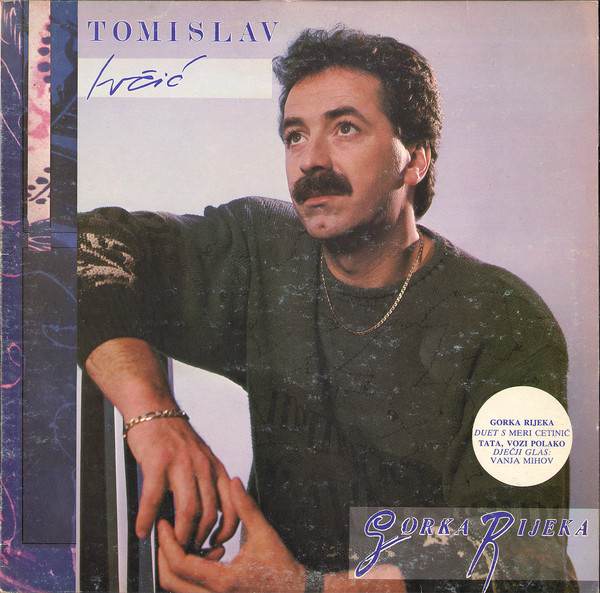 TOMISLAV
Ivčić
GORKA RIJEKA
DUET S MERI CETINIĆ
TATA, VOZI POLAKO
DJEČJI GLAS:
VANJA MIHOV
GORKA RIJEKA